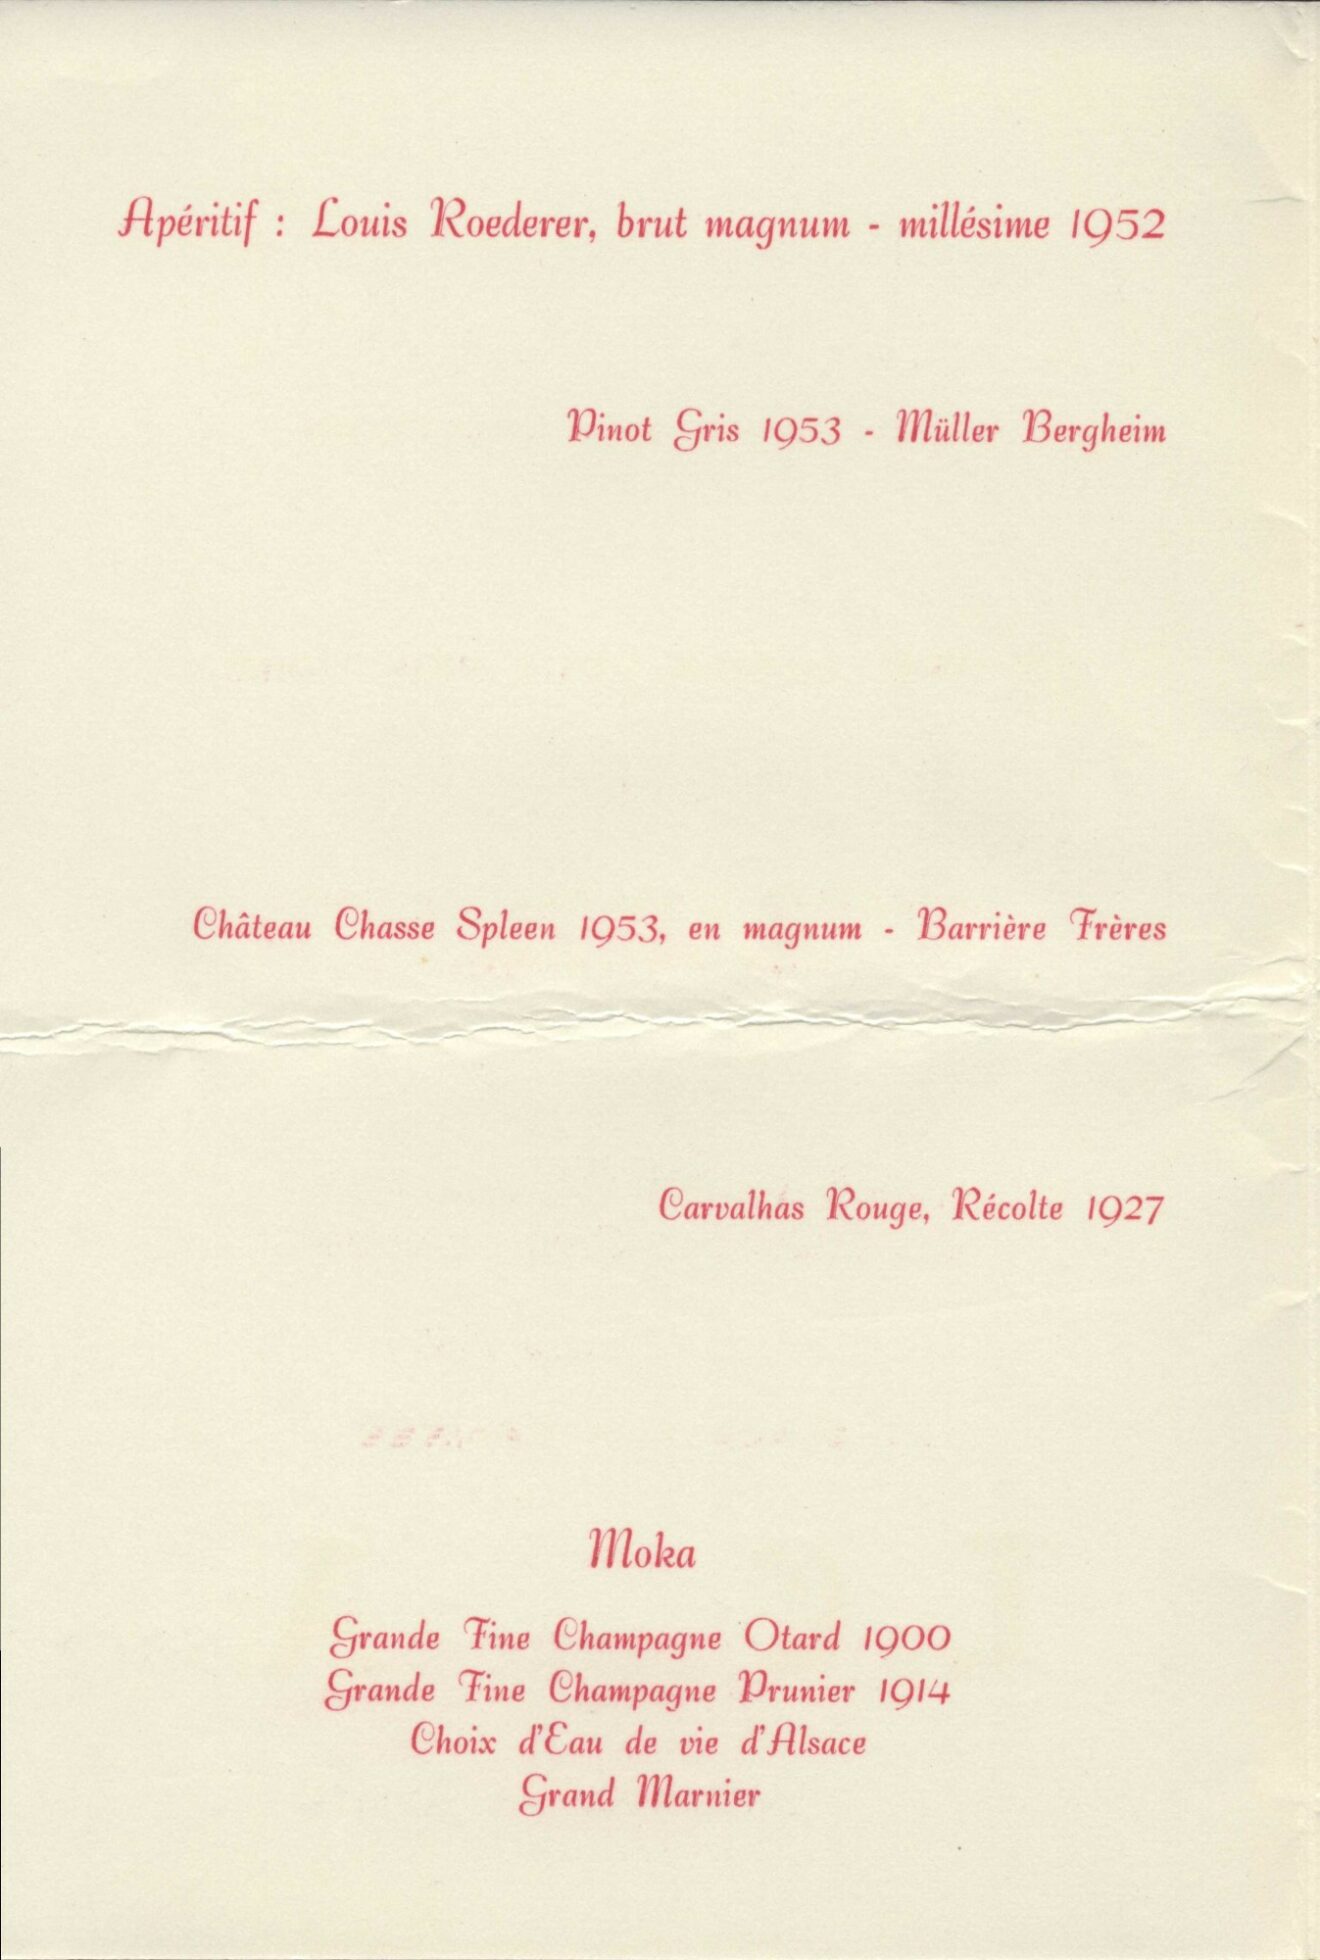 Apéritif : Louis Roederer, brut magnum - millésime 1952
Pinot Gris 1953 - Müller Bergheim
Château Chasse Spleen 1953, en magnum - Barrière Frères
Carvalhas Rouge, Récolte 1927
Moka
Grande Fine Champagne Otard 1900
Grande Fine Champagne Prunier 1914
Choix d'Eau de vie d'Alsace
Grand Marnier